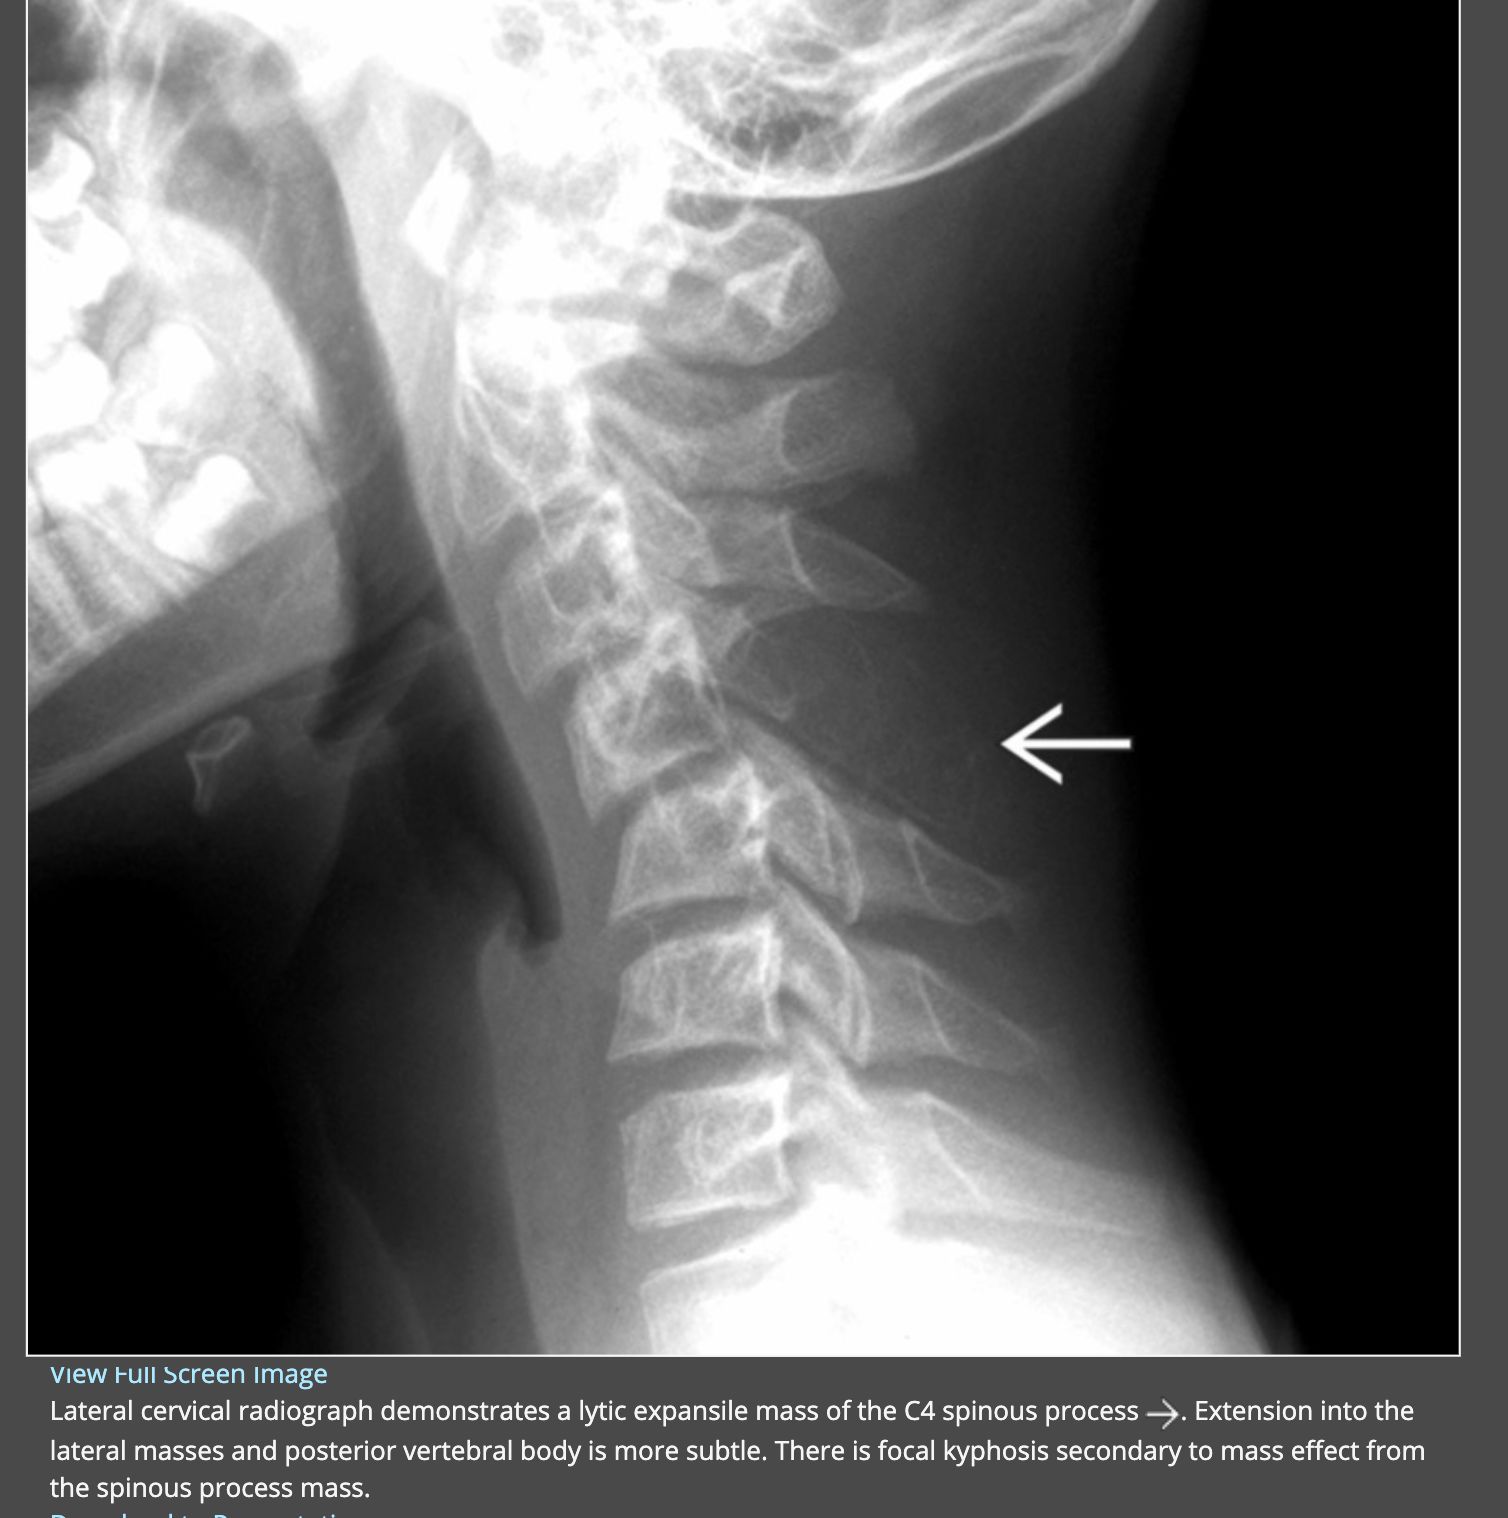 View Full Screen Image
Lateral cervical radiograph demonstrates a lytic expansile mass of the C4 spinous process →. Extension into the
lateral masses and posterior vertebral body is more subtle. There is focal kyphosis secondary to mass effect from
the spinous process mass.